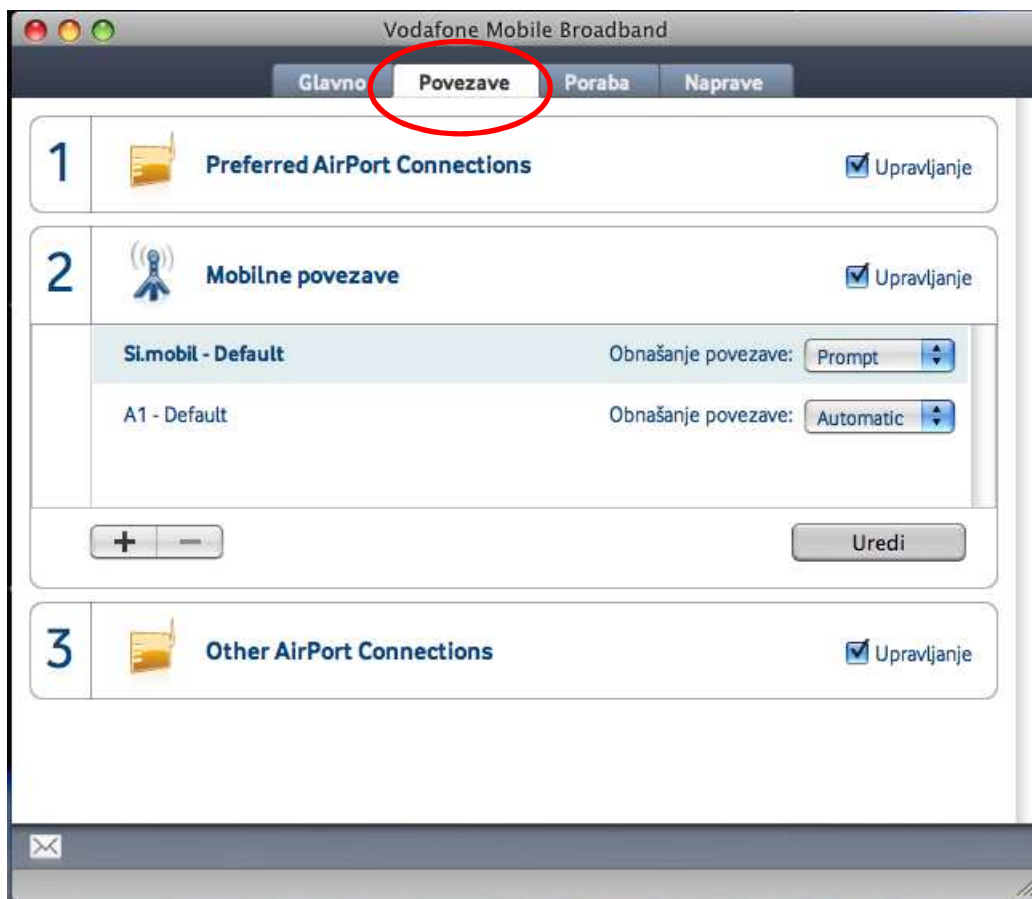 Vodafone Mobile Broadband
Glavno Povezave Poraba Naprave
1 Preferred AirPort Connections Upravljanje
2 Mobilne povezave Upravljanje
Si.mobil - Default Obnašanje povezave: Prompt
A1 - Default Obnašanje povezave: Automatic
+ - Uredi
3 Other AirPort Connections Upravljanje